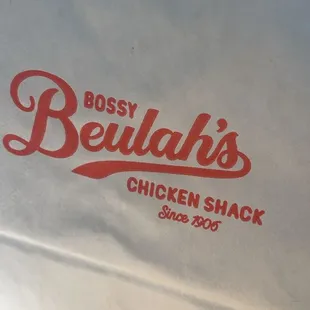 BOSSY
Beulah's
CHICKEN SHACK
Since 1906